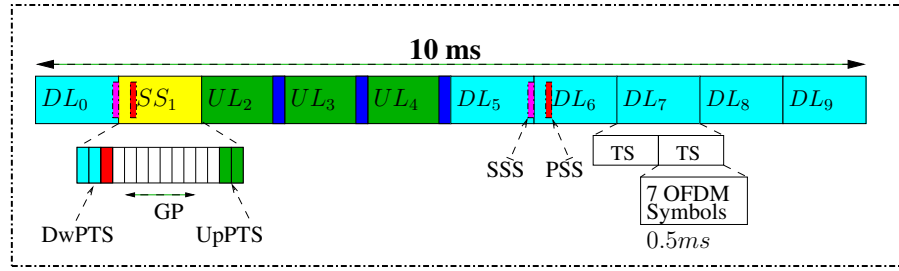 10 ms
DL₀ SS₁ UL₂ UL₃ UL₄ DL₅ DL₆ DL₇ DL₈ DL₉
SSS PSS TS TS
GP
DwPTS UpPTS
7 OFDM
Symbols
0.5ms